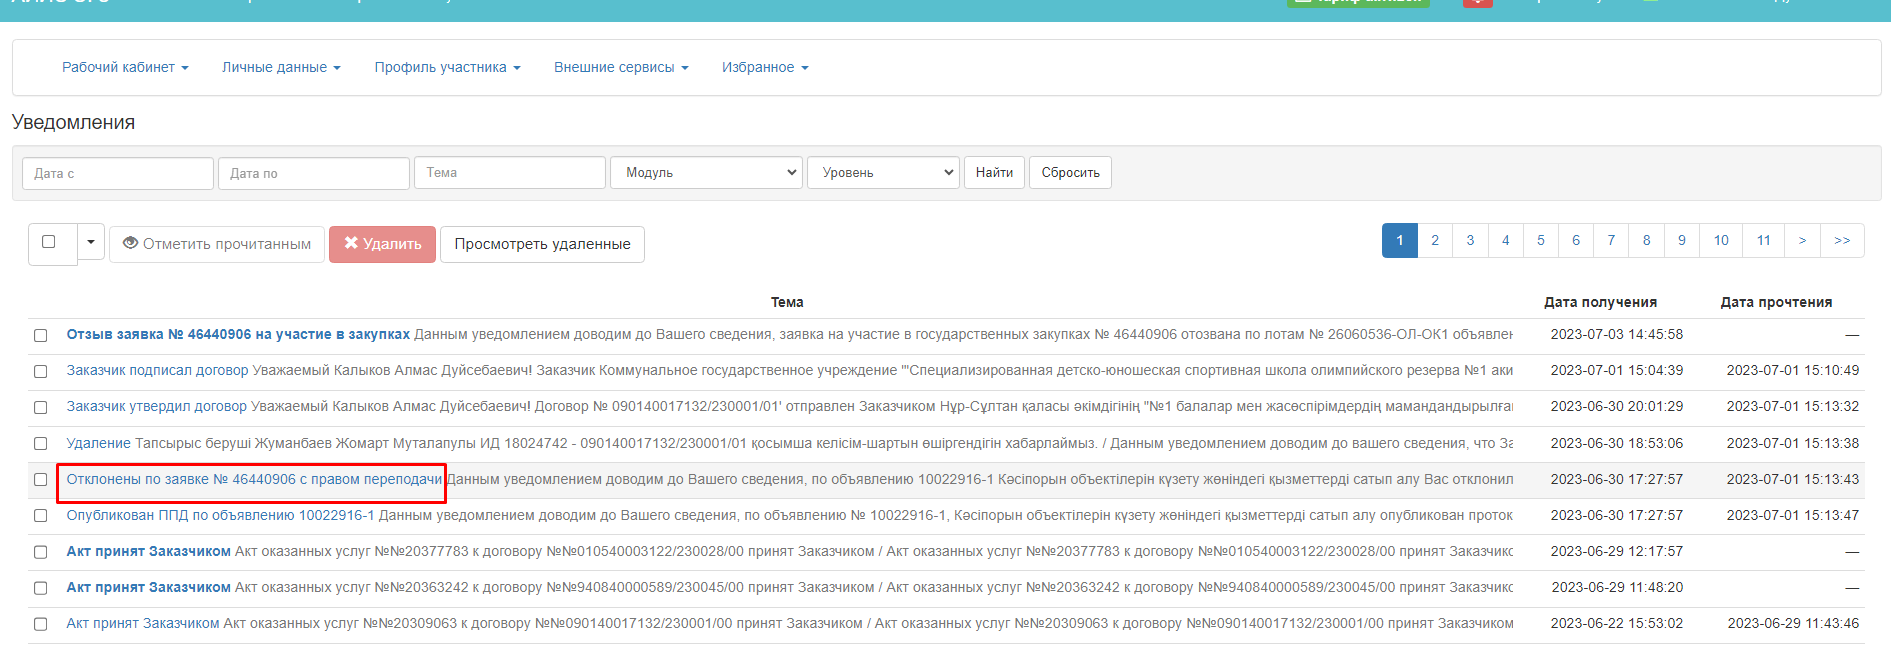 Рабочий кабинет Личные данные Профиль участника Внешние сервисы Избранное
Уведомления
Дата с Дата по Тема Модуль Уровень Найти Сбросить
Отметить прочитанным Удалить Просмотреть удаленные 1 2 3 4 5 6 7 8 9 10 11 > >>
Тема Дата получения Дата прочтения
Отзыв заявка № 46440906 на участие в закупках Данным уведомлением доводим до Вашего сведения, заявка на участие в государственных закупках № 46440906 отозвана по лотам № 26060536-ОЛ-ОК1 объявлен 2023-07-03 14:45:58 —
Заказчик подписал договор Уважаемый Калыков Алмас Дуйсебаевич! Заказчик Коммунальное государственное учреждение "'Специализированная детско-юношеская спортивная школа олимпийского резерва №1 аки 2023-07-01 15:04:39 2023-07-01 15:10:49
Заказчик утвердил договор Уважаемый Калыков Алмас Дуйсебаевич! Договор № 090140017132/230001/01' отправлен Заказчиком Нұр-Сұлтан қаласы әкімдігінің "№1 балалар мен жасөспірімдердің мамандандырылға 2023-06-30 20:01:29 2023-07-01 15:13:32
Удаление Тапсырыс беруші Жуманбаев Жомарт Муталапулы ИД 18024742 - 090140017132/230001/01 қосымша келісім-шартын өшіргендігін хабарлаймыз. / Данным уведомлением доводим до вашего сведения, что За 2023-06-30 18:53:06 2023-07-01 15:13:38
Отклонены по заявке № 46440906 с правом переподачи Данным уведомлением доводим до Вашего сведения, по объявлению 10022916-1 Кәсіпорын объектілерін күзету жөніндегі қызметтерді сатып алу Вас отклонил 2023-06-30 17:27:57 2023-07-01 15:13:43
Опубликован ППД по объявлению 10022916-1 Данным уведомлением доводим до Вашего сведения, по объявлению № 10022916-1, Кәсіпорын объектілерін күзету жөніндегі қызметтерді сатып алу опубликован проток 2023-06-30 17:27:57 2023-07-01 15:13:47
Акт принят Заказчиком Акт оказанных услуг №№20377783 к договору №№010540003122/230028/00 принят Заказчиком / Акт оказанных услуг №№20377783 к договору №№010540003122/230028/00 принят Заказчикс 2023-06-29 12:17:57 —
Акт принят Заказчиком Акт оказанных услуг №№20363242 к договору №№940840000589/230045/00 принят Заказчиком / Акт оказанных услуг №№20363242 к договору №№940840000589/230045/00 принят Заказчикс 2023-06-29 11:48:20 —
Акт принят Заказчиком Акт оказанных услуг №№20309063 к договору №№090140017132/230001/00 принят Заказчиком / Акт оказанных услуг №№20309063 к договору №№090140017132/230001/00 принят Заказчиком 2023-06-22 15:53:02 2023-06-29 11:43:46